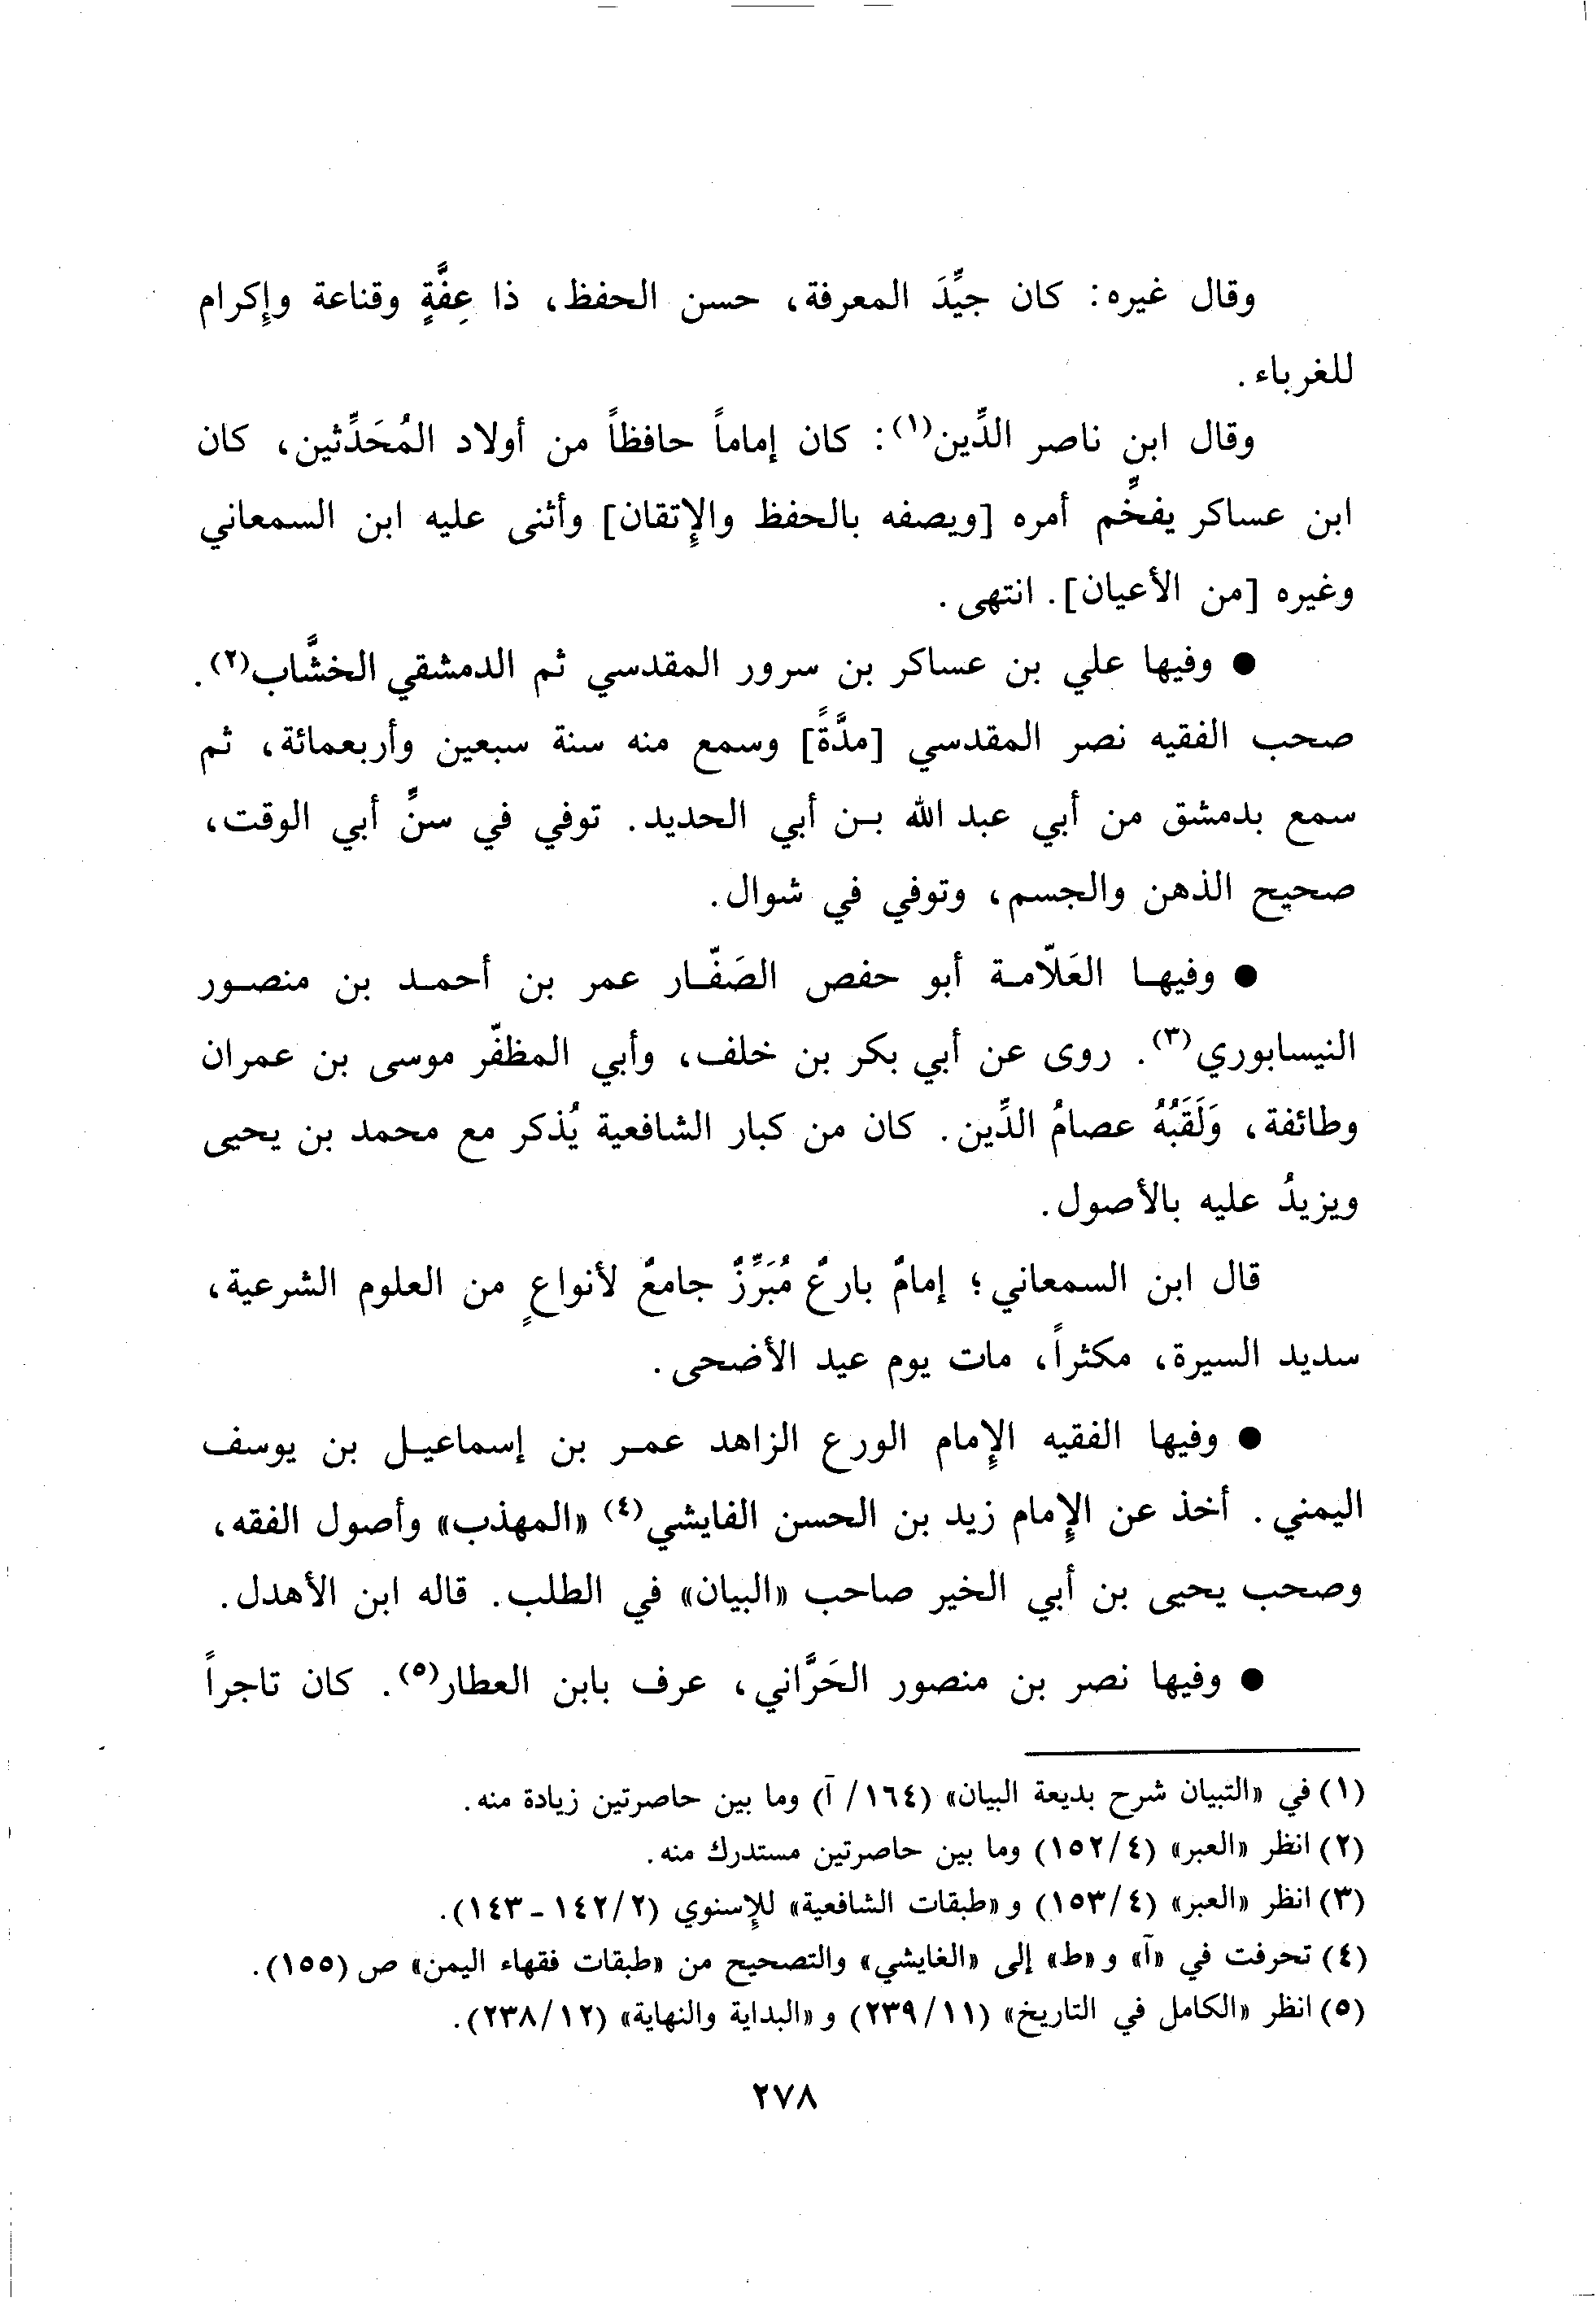 وقال غيره: كان جيِّدَ المعرفة، حسن الحفظ، ذا عِفَّةٍ وقناعة وإكرام
للغرباء.
وقال ابن ناصر الدِّين(١): كان إماماً حافظاً من أولاد المُحَدِّثين، كان
ابن عساكر يفخِّم أمره [ويصفه بالحفظ والإتقان] وأثنى عليه ابن السمعاني
وغيره [من الأعيان]. انتهى.
● وفيها علي بن عساكر بن سرور المقدسي ثم الدمشقي الخشَّاب(٢).
صحب الفقيه نصر المقدسي [مدَّةً] وسمع منه سنة سبعين وأربعمائة، ثم
سمع بدمشق من أبي عبد الله بـن أبي الحديد. توفي في سنِّ أبي الوقت،
صحيح الذهن والجسم، وتوفي في شوال.
● وفيهـا العَلّامـة أبو حفص الصَفّـار عمر بن أحمـد بن منصـور
النيسابوري(٣). روى عن أبي بكر بن خلف، وأبي المظفّر موسى بن عمران
وطائفة، وَلَقَبُهُ عصامُ الدِّين. كان من كبار الشافعية يُذكر مع محمد بن يحيى
ويزيدُ عليه بالأصول.
قال ابن السمعاني؛ إمامٌ بارعٌ مُبَرِّزٌ جامعٌ لأنواعٍ من العلوم الشرعية،
سديد السيرة، مكثراً، مات يوم عيد الأضحى.
● وفيها الفقيه الإمام الورع الزاهد عمـر بن إسماعيـل بن يوسف
اليمني. أخذ عن الإمام زيد بن الحسن الفايشي(٤) «المهذب» وأصول الفقه،
وصحب يحيى بن أبي الخير صاحب «البيان» في الطلب. قاله ابن الأهدل.
● وفيها نصر بن منصور الحَرَّاني، عرف بابن العطار(٥). كان تاجراً
(١) في «التبيان شرح بديعة البيان» (١٦٤/ آ) وما بين حاصرتين زيادة منه.
(٢) انظر «العبر» (١٥٢/٤) وما بين حاصرتين مستدرك منه.
(٣) انظر «العبر» (١٥٣/٤) و «طبقات الشافعية» للإسنوي (١٤٢/٢ - ١٤٣).
(٤) تحرفت في «آ» و «ط» إلى «الغايشي» والتصحيح من «طبقات فقهاء اليمن» ص (١٥٥).
(٥) انظر «الكامل في التاريخ» (٢٣٩/١١) و «البداية والنهاية» (٢٣٨/١٢).
٢٧٨